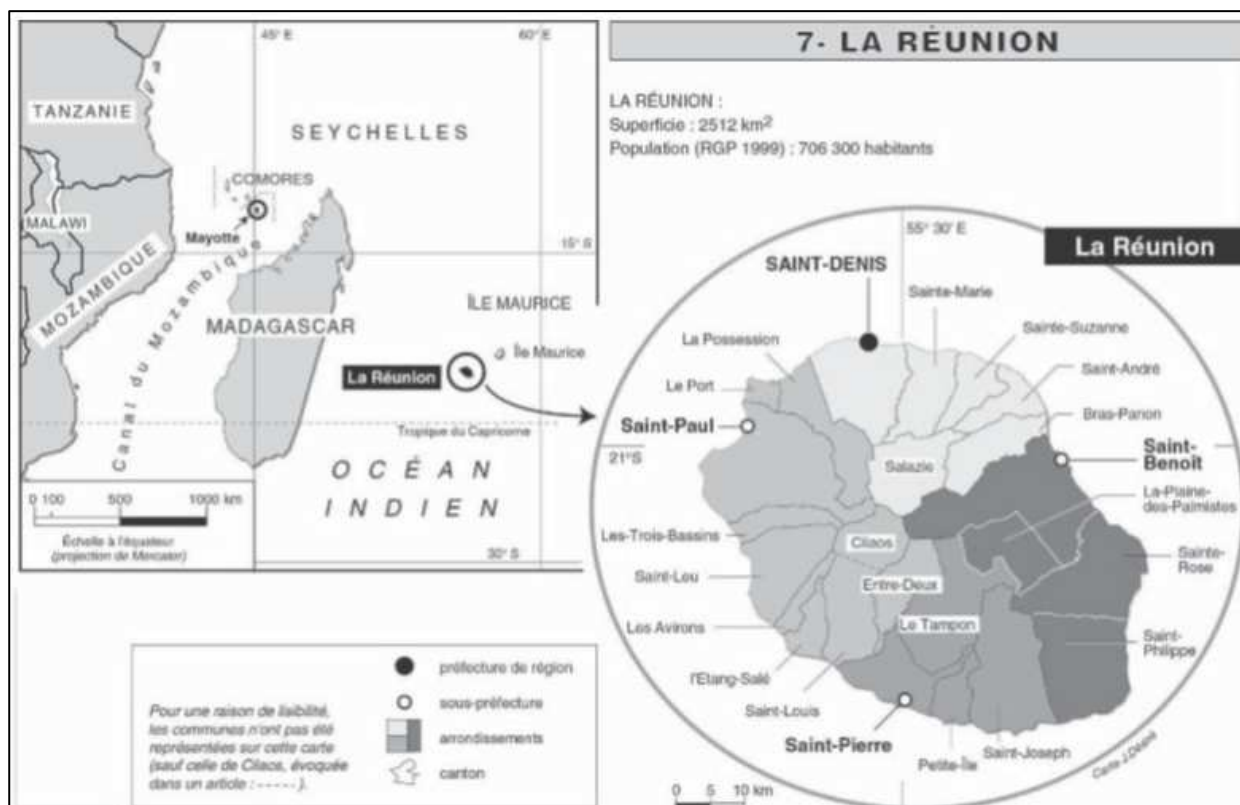 45° E
60° E
TANZANIE
SEYCHELLES
COMORES
MALAWI
Mayotte
15° S
MOZAMBIQUE
Canal du Mozambique
MADAGASCAR
ÎLE MAURICE
Île Maurice
La Réunion
Tropique du Capricorne
OCÉAN
INDIEN
0 100 500 1000 km
Échelle à l'équateur
(projection de Mercator)
30° S
7- LA RÉUNION
LA RÉUNION :
Superficie : 2512 km²
Population (RGP 1999) : 706 300 habitants
55° 30' E
La Réunion
SAINT-DENIS
Sainte-Marie
La Possession
Sainte-Suzanne
Le Port
Saint-André
Saint-Paul
Bras-Panon
21°S
Salazie
Saint-
Benoît
La-Plaine-
des-Palmistes
Les-Trois-Bassins
Cilaos
Sainte-
Rose
Saint-Leu
Entre-Deux
Les Avirons
Le Tampon
Saint-
Philippe
l'Etang-Salé
Saint-Louis
Saint-Pierre
Saint-Joseph
Petite-Île
Carte J.Désiré
0 5 10 km
préfecture de région
sous-préfecture
arrondissements
canton
Pour une raison de lisibilité,
les communes n'ont pas été
représentées sur cette carte
(sauf celle de Cilaos, évoquée
dans un article : ----- ).